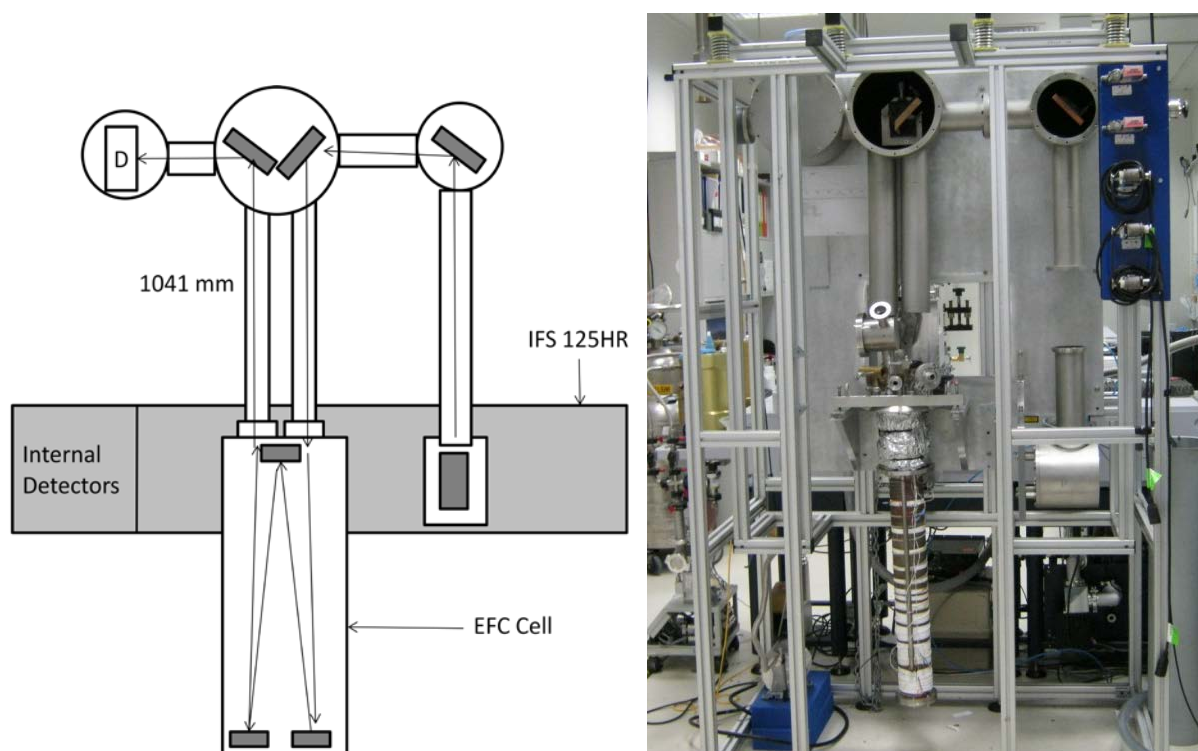 D
1041 mm
IFS 125HR
Internal
Detectors
EFC Cell